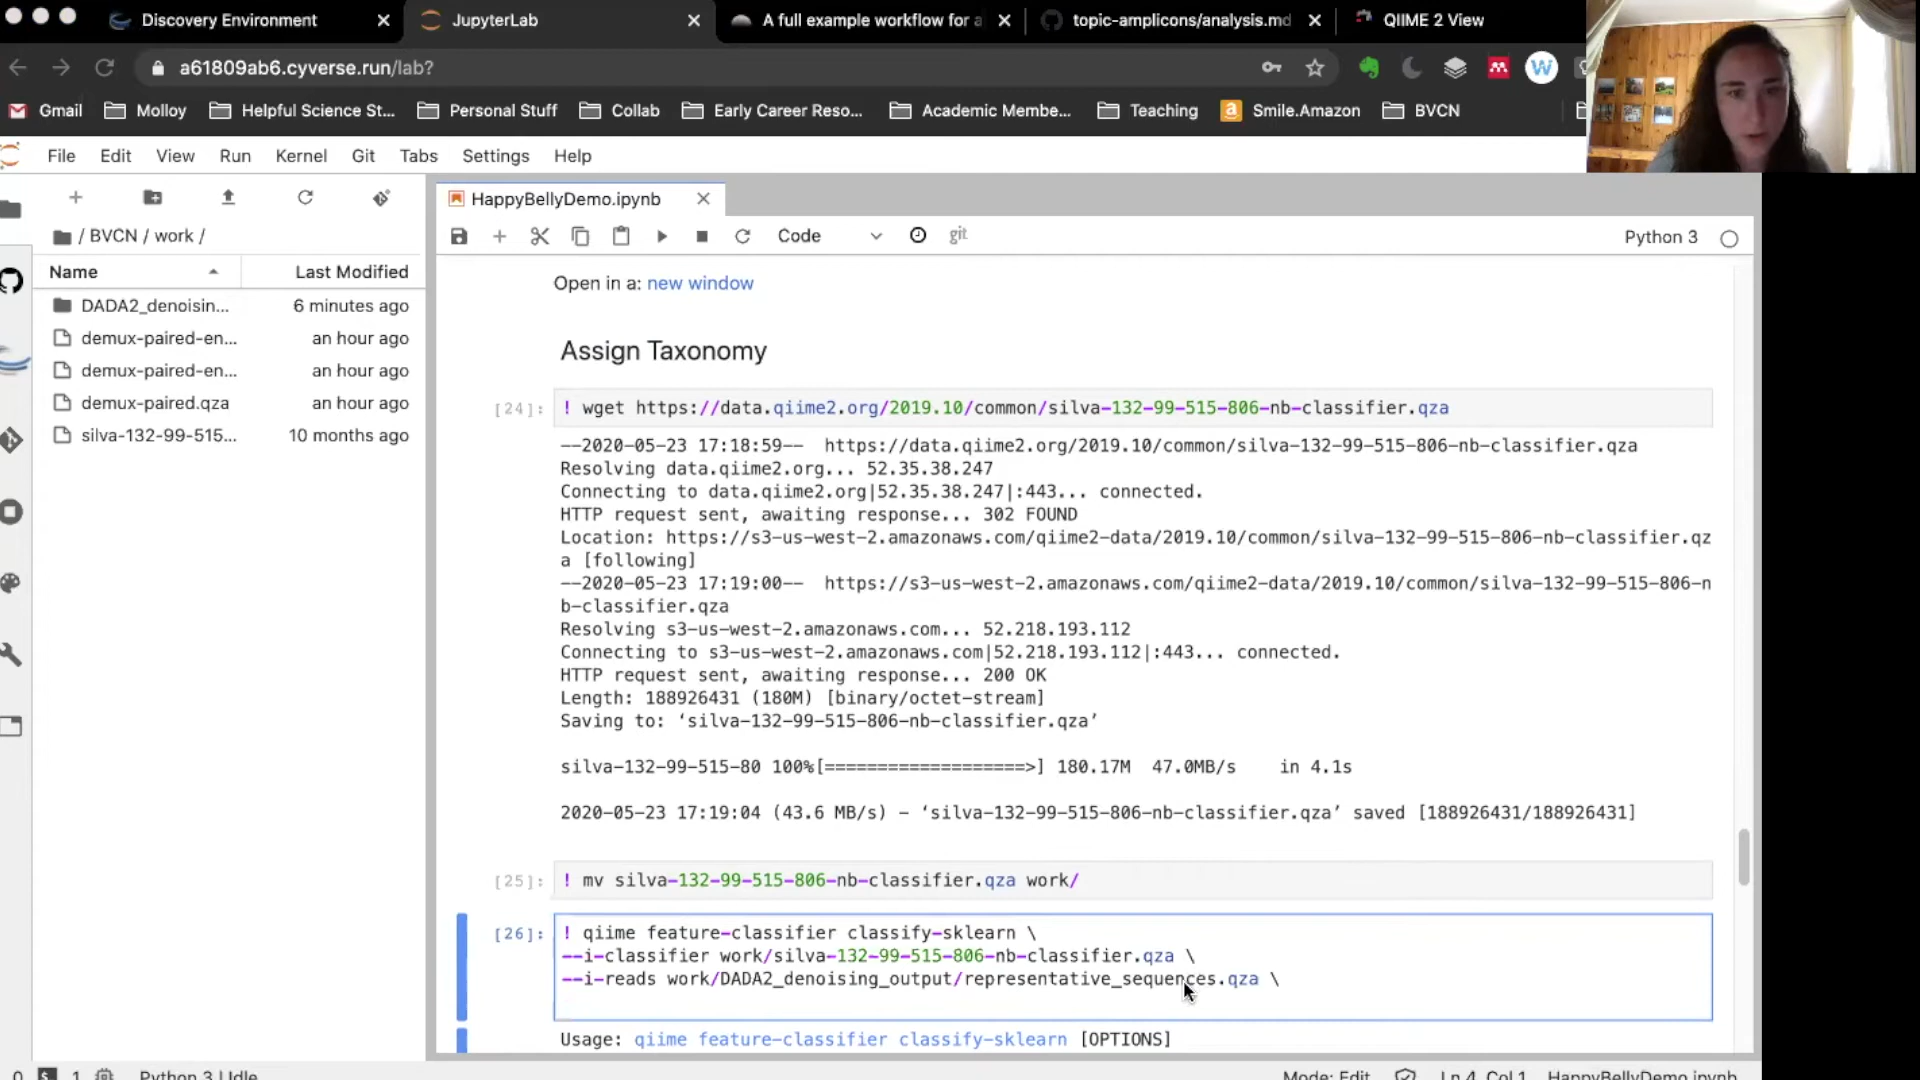 Discovery Environment
JupyterLab
A full example workflow for a
topic-amplicons/analysis.md
QIIME 2 View
a61809ab6.cyverse.run/lab?
W
Gmail
Molloy
Helpful Science St...
Personal Stuff
Collab
Early Career Reso...
Academic Membe...
Teaching
Smile.Amazon
BVCN
File Edit View Run Kernel Git Tabs Settings Help
HappyBellyDemo.ipynb
/ BVCN / work /
Code
git
Python 3
Name Last Modified
DADA2_denoisin... 6 minutes ago
demux-paired-en... an hour ago
demux-paired-en... an hour ago
demux-paired.qza an hour ago
silva-132-99-515... 10 months ago
Open in a: new window
Assign Taxonomy
[24]: ! wget https://data.qiime2.org/2019.10/common/silva-132-99-515-806-nb-classifier.qza
--2020-05-23 17:18:59-- https://data.qiime2.org/2019.10/common/silva-132-99-515-806-nb-classifier.qza
Resolving data.qiime2.org... 52.35.38.247
Connecting to data.qiime2.org|52.35.38.247|:443... connected.
HTTP request sent, awaiting response... 302 FOUND
Location: https://s3-us-west-2.amazonaws.com/qiime2-data/2019.10/common/silva-132-99-515-806-nb-classifier.qz
a [following]
--2020-05-23 17:19:00-- https://s3-us-west-2.amazonaws.com/qiime2-data/2019.10/common/silva-132-99-515-806-n
b-classifier.qza
Resolving s3-us-west-2.amazonaws.com... 52.218.193.112
Connecting to s3-us-west-2.amazonaws.com|52.218.193.112|:443... connected.
HTTP request sent, awaiting response... 200 OK
Length: 188926431 (180M) [binary/octet-stream]
Saving to: ‘silva-132-99-515-806-nb-classifier.qza’
silva-132-99-515-80 100%[===================>] 180.17M 47.0MB/s in 4.1s
2020-05-23 17:19:04 (43.6 MB/s) - ‘silva-132-99-515-806-nb-classifier.qza’ saved [188926431/188926431]
[25]: ! mv silva-132-99-515-806-nb-classifier.qza work/
[26]: ! qiime feature-classifier classify-sklearn \
--i-classifier work/silva-132-99-515-806-nb-classifier.qza \
--i-reads work/DADA2_denoising_output/representative_sequences.qza \
Usage: qiime feature-classifier classify-sklearn [OPTIONS]
0 1 Python 3 | Idle
Mode: Edit Ln 4, Col 1 HappyBellyDemo.ipynb